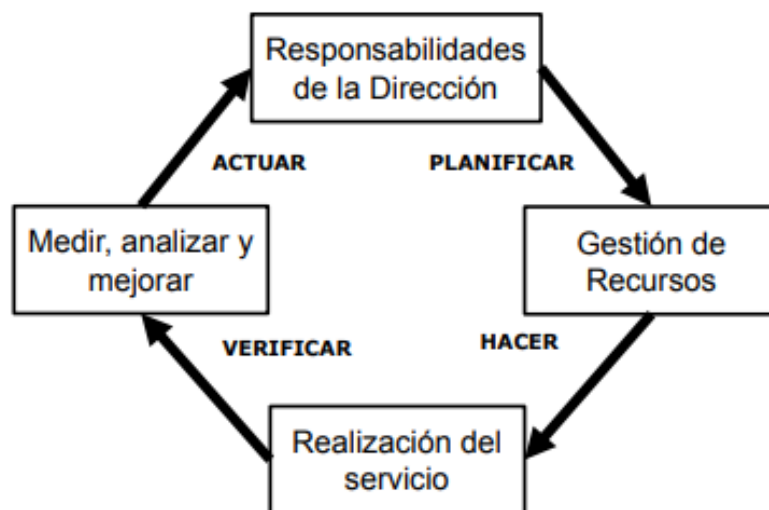 Responsabilidades
de la Dirección
ACTUAR
PLANIFICAR
Medir, analizar y
mejorar
Gestión de
Recursos
VERIFICAR
HACER
Realización del
servicio